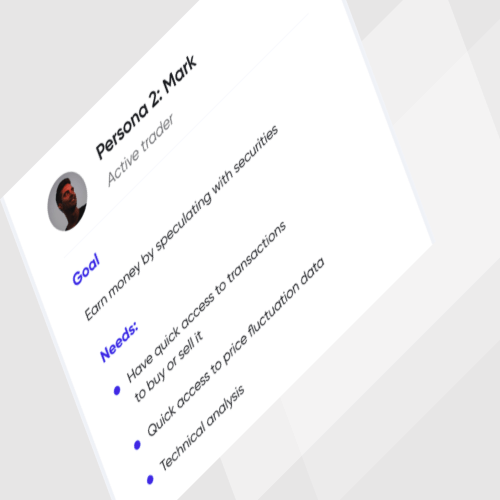 Persona 2: Mark
Active trader
Goal
Earn money by speculating with securities
Needs:
Have quick access to transactions
to buy or sell it
Quick access to price fluctuation data
Technical analysis